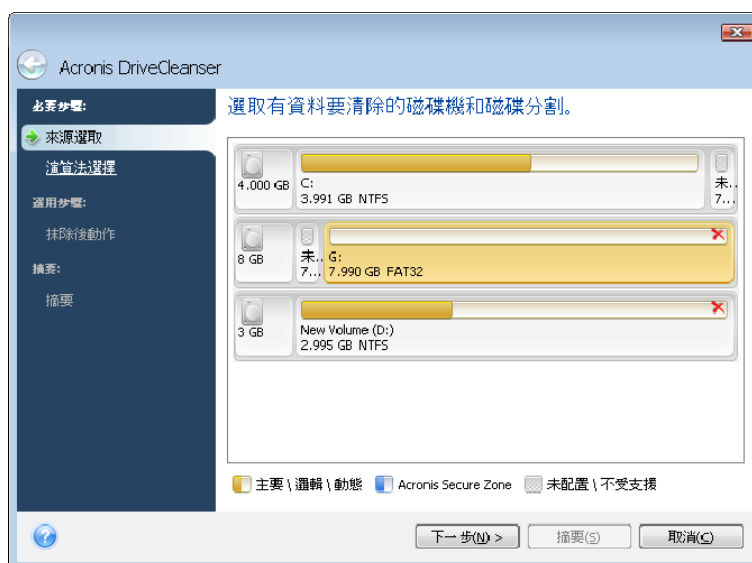 Acronis DriveCleanser
必要步驟:
來源選取
演算法選擇
選用步驟:
抹除後動作
摘要:
摘要
選取有資料要清除的磁碟機和磁碟分割。
4.000 GB
C:
3.991 GB NTFS
未..
7...
8 GB
未..
7...
G:
7.990 GB FAT32
3 GB
New Volume (D:)
2.995 GB NTFS
主要 \ 邏輯 \ 動態
Acronis Secure Zone
未配置 \ 不受支援
下一步(N) >
摘要(S)
取消(C)